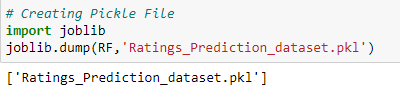 # Creating Pickle File
import joblib
joblib.dump(RF,'Ratings_Prediction_dataset.pkl')
['Ratings_Prediction_dataset.pkl']